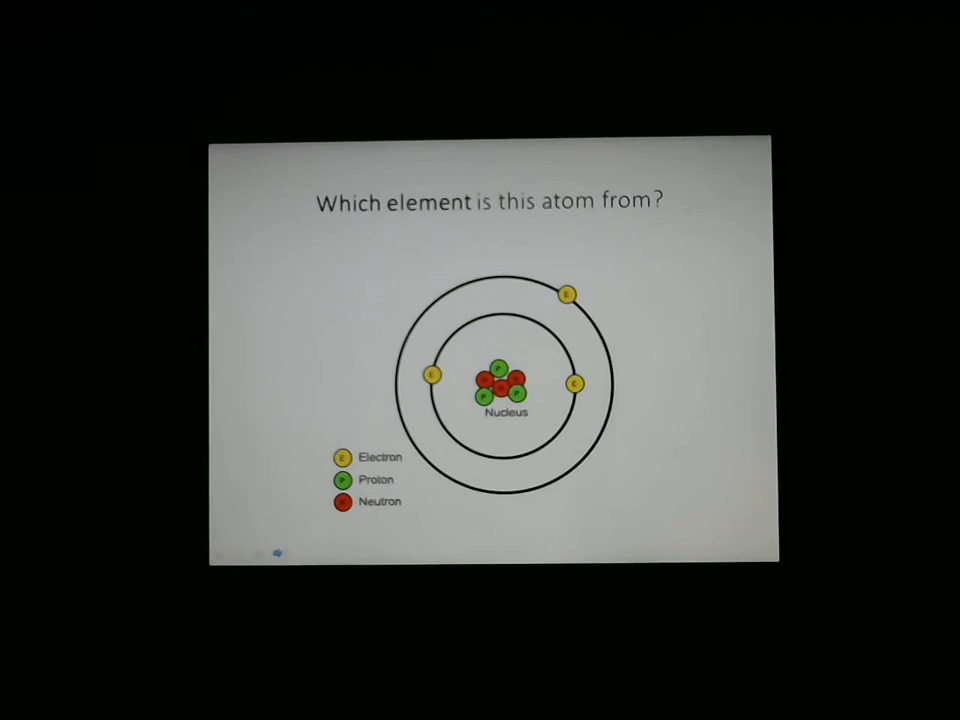 Which element is this atom from?
E
E
E
P
N
N
N
P
P
Nucleus
E Electron
P Proton
N Neutron